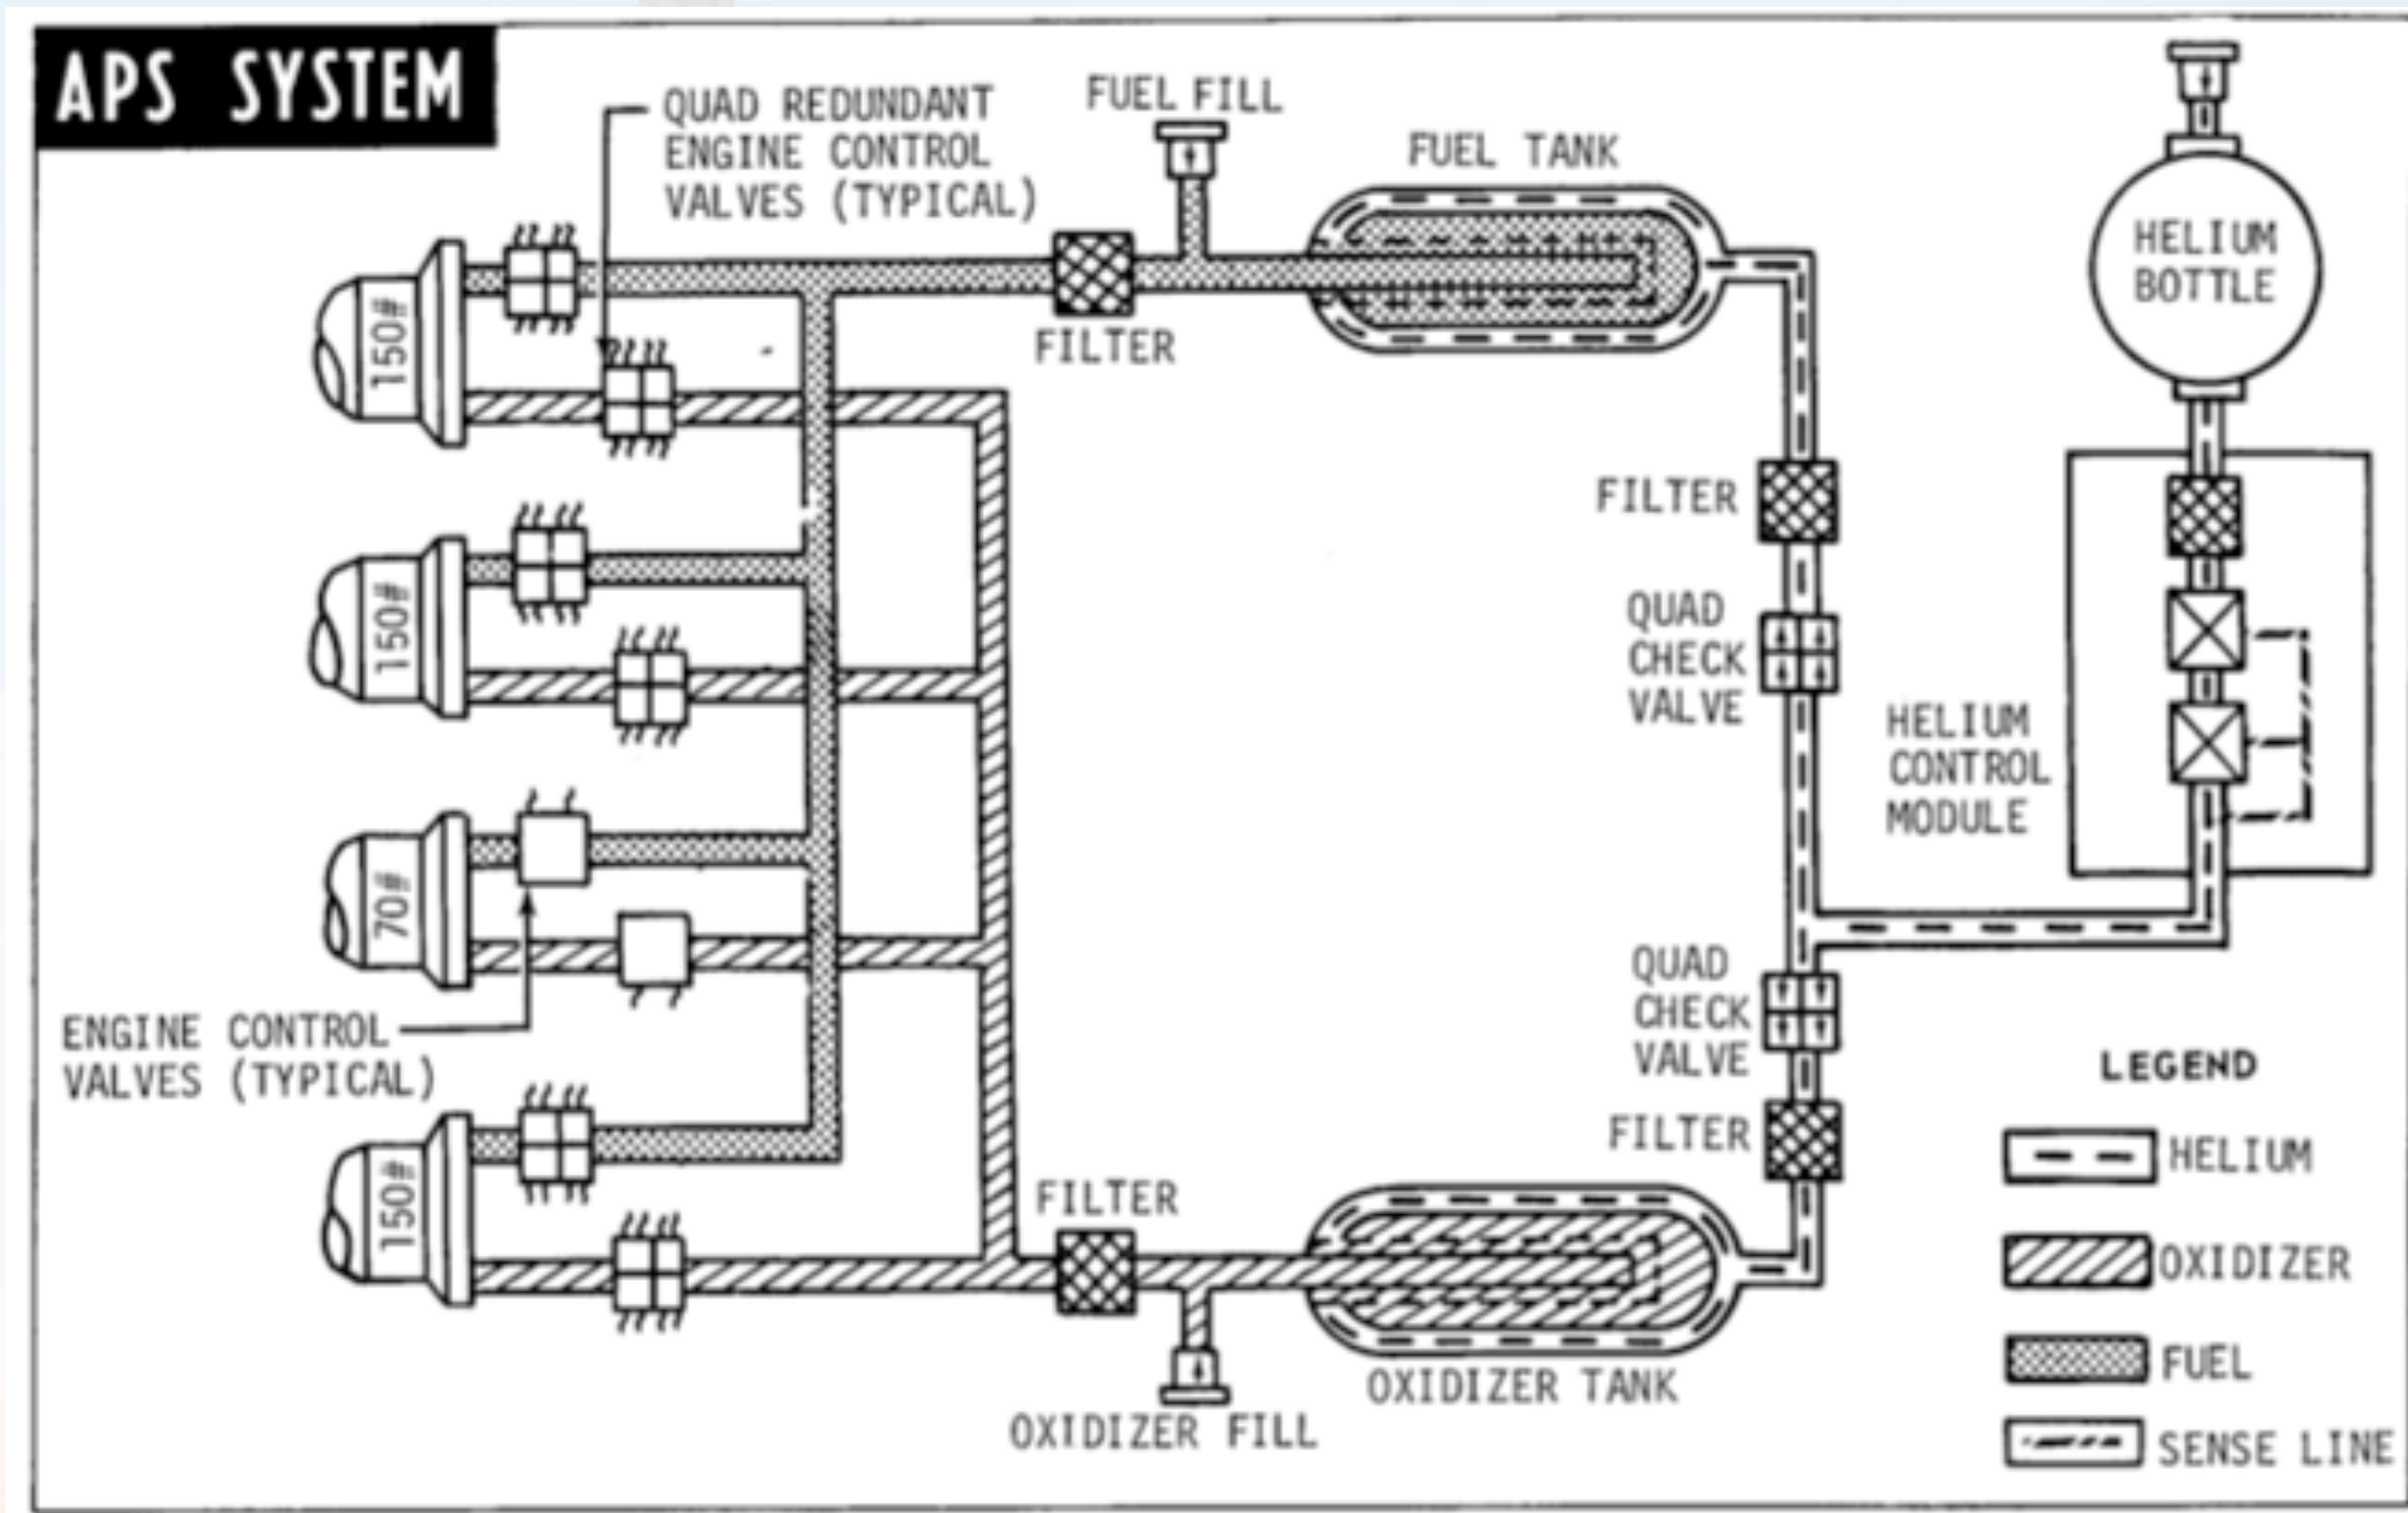 APS SYSTEM
QUAD REDUNDANT
ENGINE CONTROL
VALVES (TYPICAL)
FUEL FILL
FUEL TANK
HELIUM
BOTTLE
150#
FILTER
FILTER
150#
QUAD
CHECK
VALVE
HELIUM
CONTROL
MODULE
70#
ENGINE CONTROL
VALVES (TYPICAL)
QUAD
CHECK
VALVE
FILTER
150#
FILTER
OXIDIZER TANK
OXIDIZER FILL
LEGEND
HELIUM
OXIDIZER
FUEL
SENSE LINE